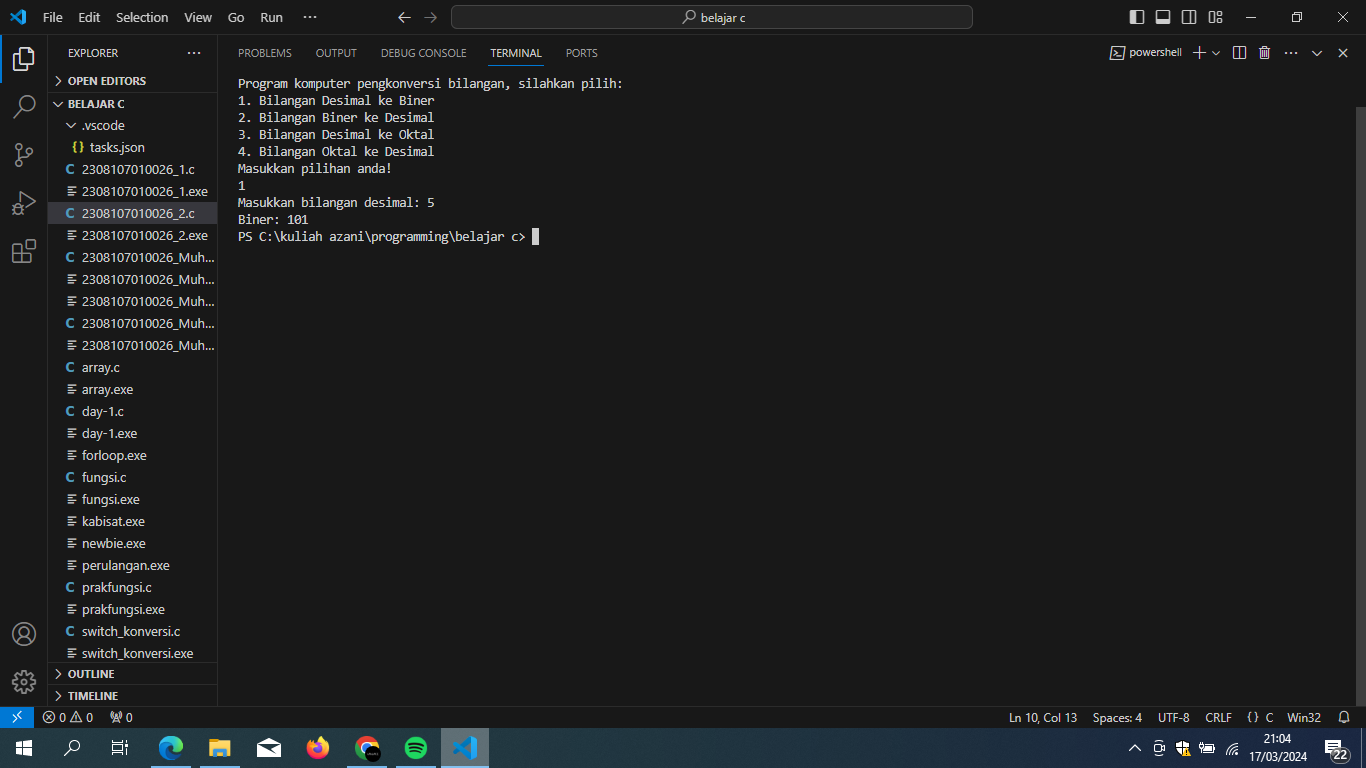 File Edit Selection View Go Run ···
belajar c
EXPLORER ···
OPEN EDITORS
BELAJAR C
.vscode
{} tasks.json
C 2308107010026_1.c
2308107010026_1.exe
C 2308107010026_2.c
2308107010026_2.exe
C 2308107010026_Muh...
2308107010026_Muh...
2308107010026_Muh...
C 2308107010026_Muh...
2308107010026_Muh...
C array.c
array.exe
C day-1.c
day-1.exe
forloop.exe
C fungsi.c
fungsi.exe
kabisat.exe
newbie.exe
perulangan.exe
C prakfungsi.c
prakfungsi.exe
C switch_konversi.c
switch_konversi.exe
OUTLINE
TIMELINE
PROBLEMS OUTPUT DEBUG CONSOLE TERMINAL PORTS
powershell
Program komputer pengkonversi bilangan, silahkan pilih:
1. Bilangan Desimal ke Biner
2. Bilangan Biner ke Desimal
3. Bilangan Desimal ke Oktal
4. Bilangan Oktal ke Desimal
Masukkan pilihan anda!
1
Masukkan bilangan desimal: 5
Biner: 101
PS C:\kuliah azani\programming\belajar c>
0 0 0
Ln 10, Col 13 Spaces: 4 UTF-8 CRLF {} C Win32
21:04
17/03/2024
22